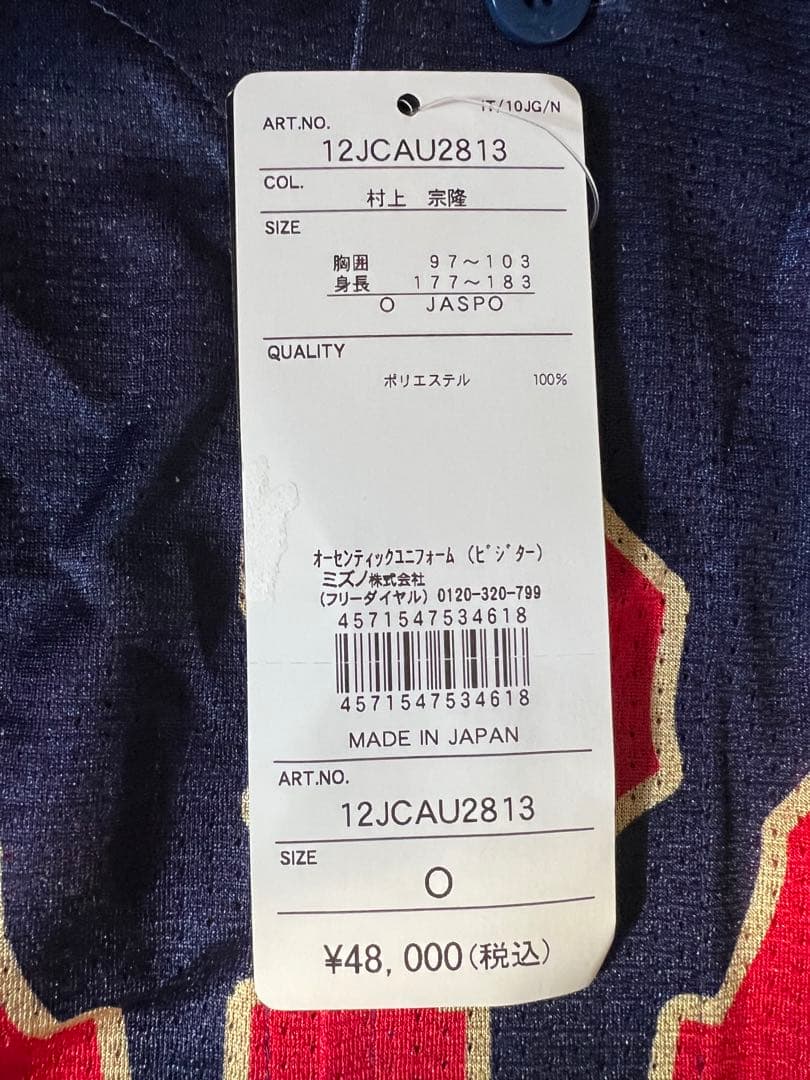 IT/10JG/N
ART.NO.
12JCAU2813
COL.
村上 宗隆
SIZE
胸囲 97〜103
身長 177〜183
O JASPO
QUALITY
ポリエステル 100%
オーセンティックユニフォーム (ビジター)
ミズノ株式会社
(フリーダイヤル) 0120-320-799
4571547534618
4571547534618
MADE IN JAPAN
ART.NO.
12JCAU2813
SIZE
O
¥48,000(税込)